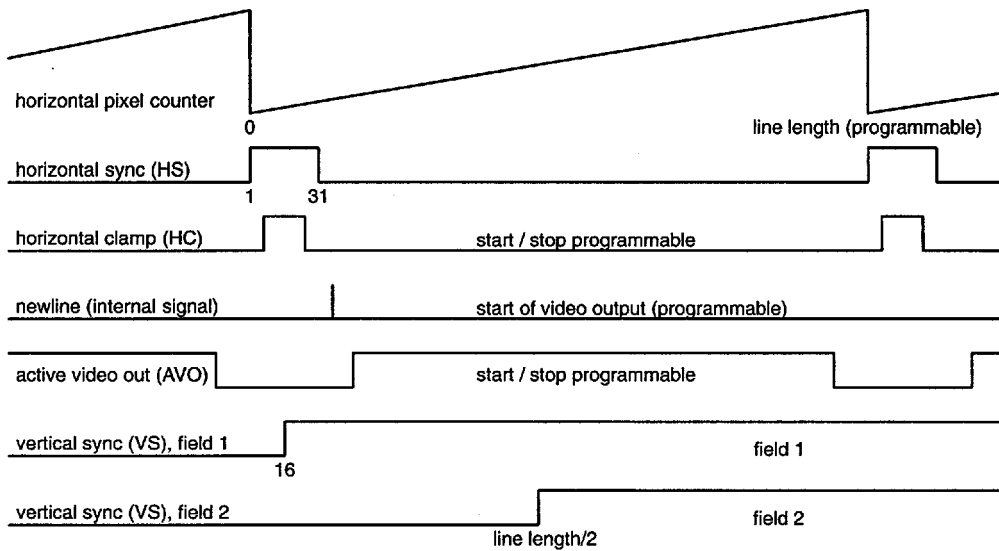 horizontal pixel counter
0
line length (programmable)
horizontal sync (HS)
1
31
horizontal clamp (HC)
start / stop programmable
newline (internal signal)
start of video output (programmable)
active video out (AVO)
start / stop programmable
vertical sync (VS), field 1
field 1
16
vertical sync (VS), field 2
field 2
line length/2